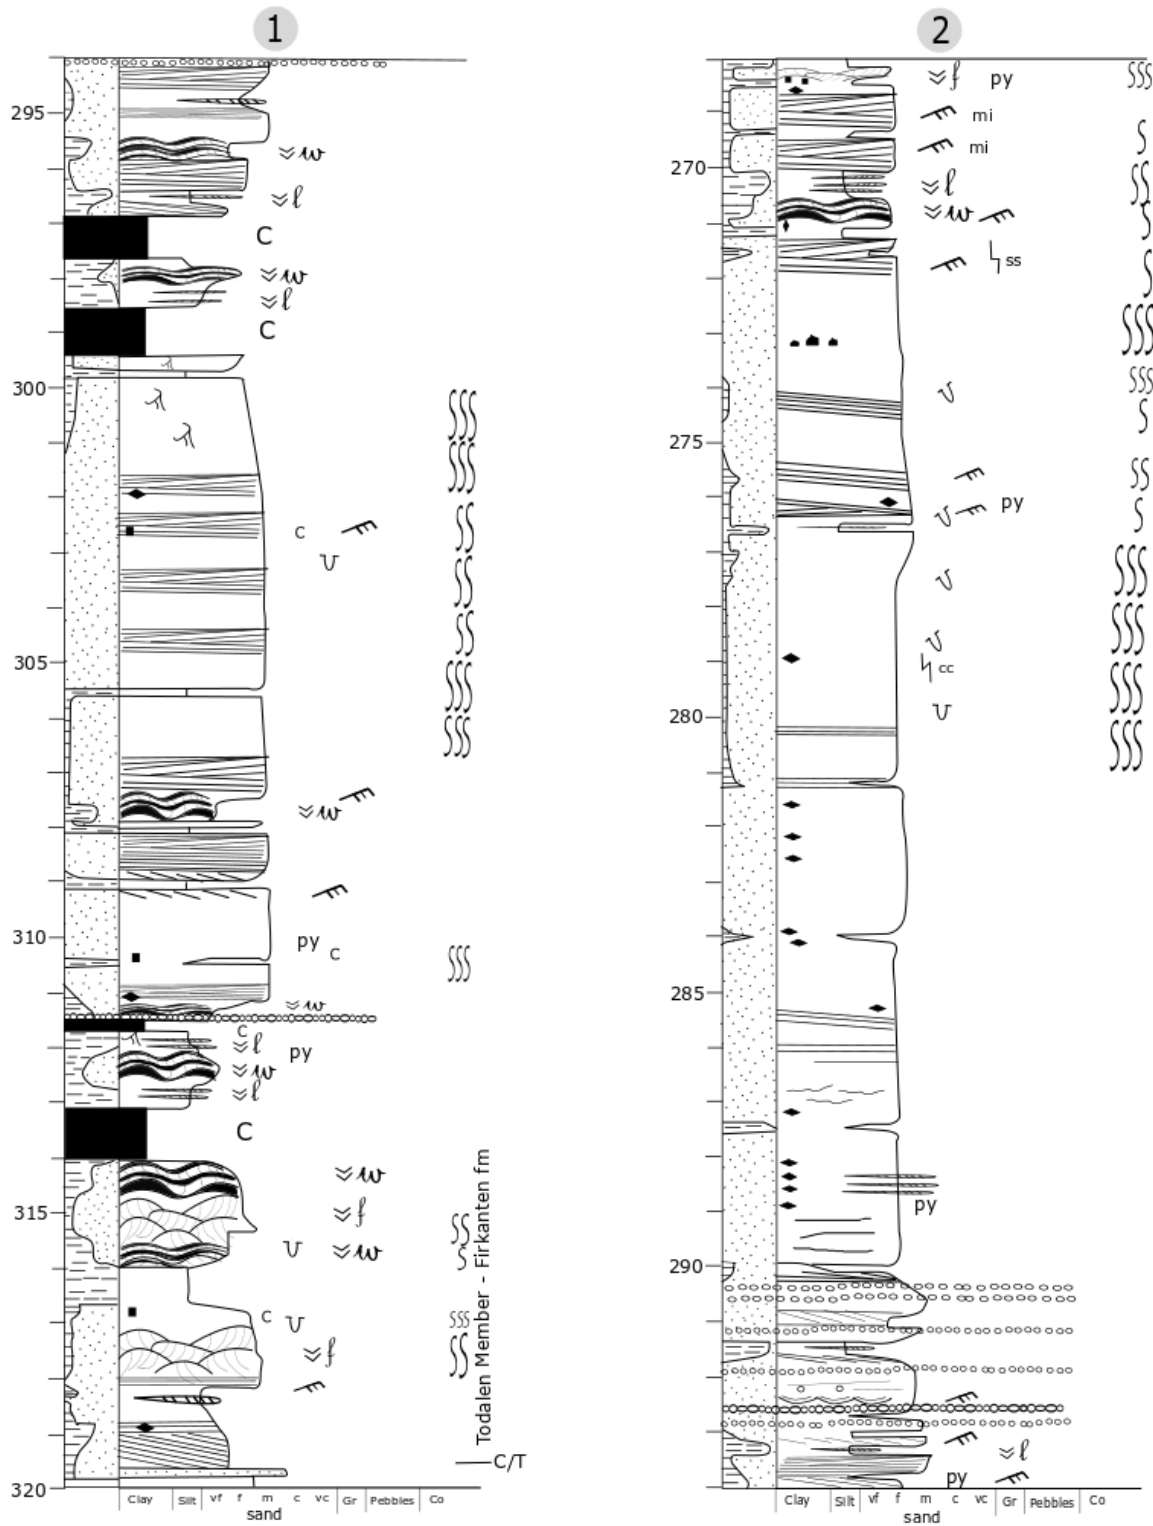 1
2
295
w
l
C
w
l
C
300
c
305
w
310
py c
w
c
l
py
w
l
C
w
315
f
w
c
f
Todalen Member - Firkanten fm
C/T
320
Clay Silt vf f m c vc Gr Pebbles Co
sand
f py
mi
mi
270
l
w
ss
275
py
cc
280
285
py
290
l
py
Clay Silt vf f m c vc Gr Pebbles Co
sand